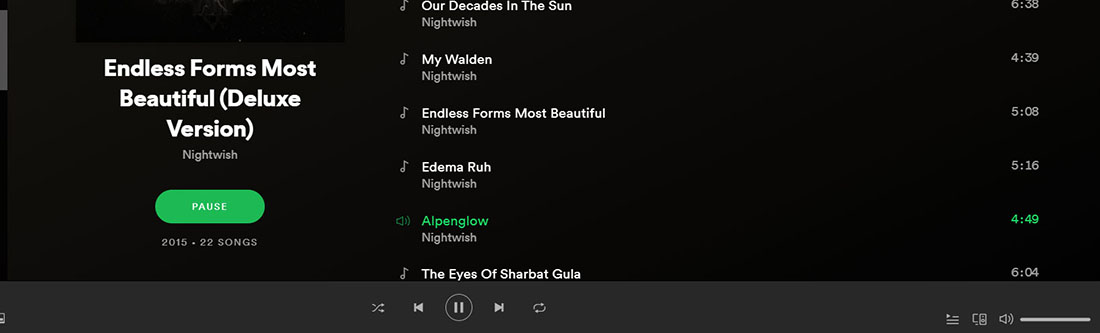 Endless Forms Most
Beautiful (Deluxe
Version)
Nightwish
PAUSE
2015 • 22 SONGS
Our Decades In The Sun 6:38
Nightwish
My Walden 4:39
Nightwish
Endless Forms Most Beautiful 5:08
Nightwish
Edema Ruh 5:16
Nightwish
Alpenglow 4:49
Nightwish
The Eyes Of Sharbat Gula 6:04